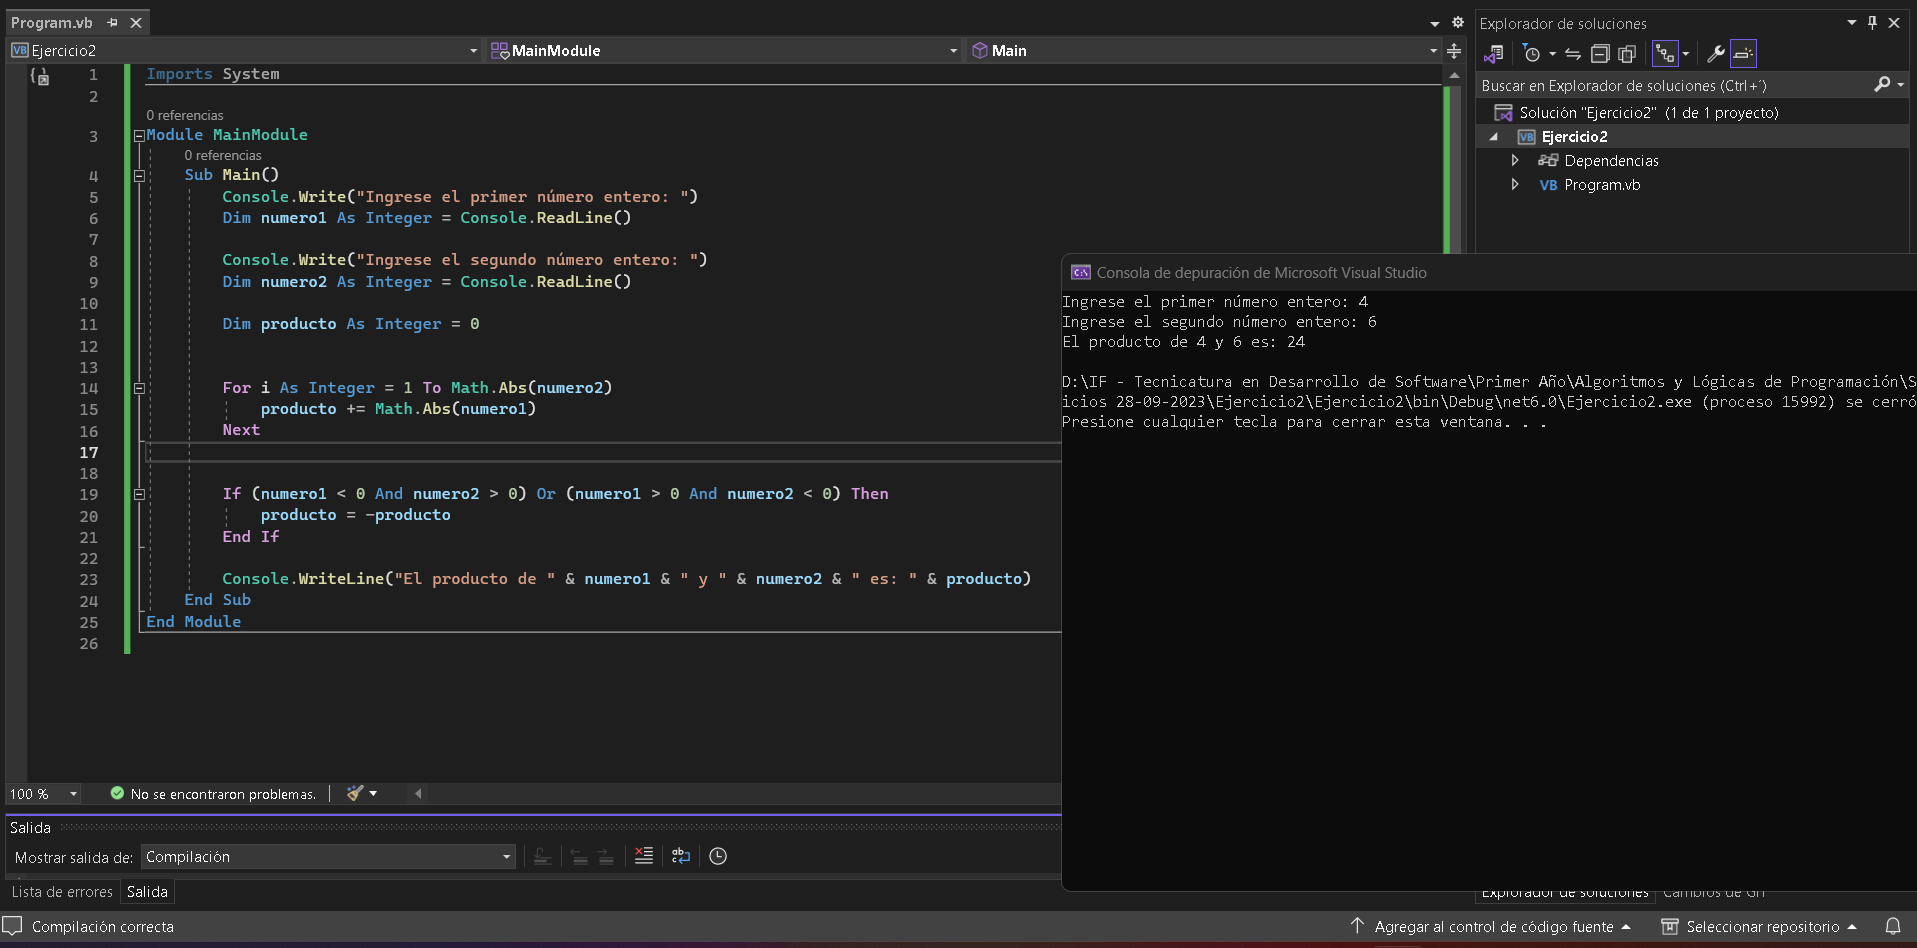 Program.vb
Ejercicio2
MainModule
Main
1 Imports System
2
0 referencias
3 Module MainModule
0 referencias
4 Sub Main()
5 Console.Write("Ingrese el primer número entero: ")
6 Dim numero1 As Integer = Console.ReadLine()
7
8 Console.Write("Ingrese el segundo número entero: ")
9 Dim numero2 As Integer = Console.ReadLine()
10
11 Dim producto As Integer = 0
12
13
14 For i As Integer = 1 To Math.Abs(numero2)
15 producto += Math.Abs(numero1)
16 Next
17
18
19 If (numero1 < 0 And numero2 > 0) Or (numero1 > 0 And numero2 < 0) Then
20 producto = -producto
21 End If
22
23 Console.WriteLine("El producto de " & numero1 & " y " & numero2 & " es: " & producto)
24 End Sub
25 End Module
26
100 %
No se encontraron problemas.
Salida
Mostrar salida de: Compilación
Lista de errores
Salida
Compilación correcta
Explorador de soluciones
Buscar en Explorador de soluciones (Ctrl+´)
Solución "Ejercicio2" (1 de 1 proyecto)
VB Ejercicio2
Dependencias
VB Program.vb
Consola de depuración de Microsoft Visual Studio
Ingrese el primer número entero: 4
Ingrese el segundo número entero: 6
El producto de 4 y 6 es: 24
D:\IF - Tecnicatura en Desarrollo de Software\Primer Año\Algoritmos y Lógicas de Programación\S
icios 28-09-2023\Ejercicio2\Ejercicio2\bin\Debug\net6.0\Ejercicio2.exe (proceso 15992) se cerró
Presione cualquier tecla para cerrar esta ventana. . .
Explorador de soluciones
Cambios de GIT
Agregar al control de código fuente
Seleccionar repositorio